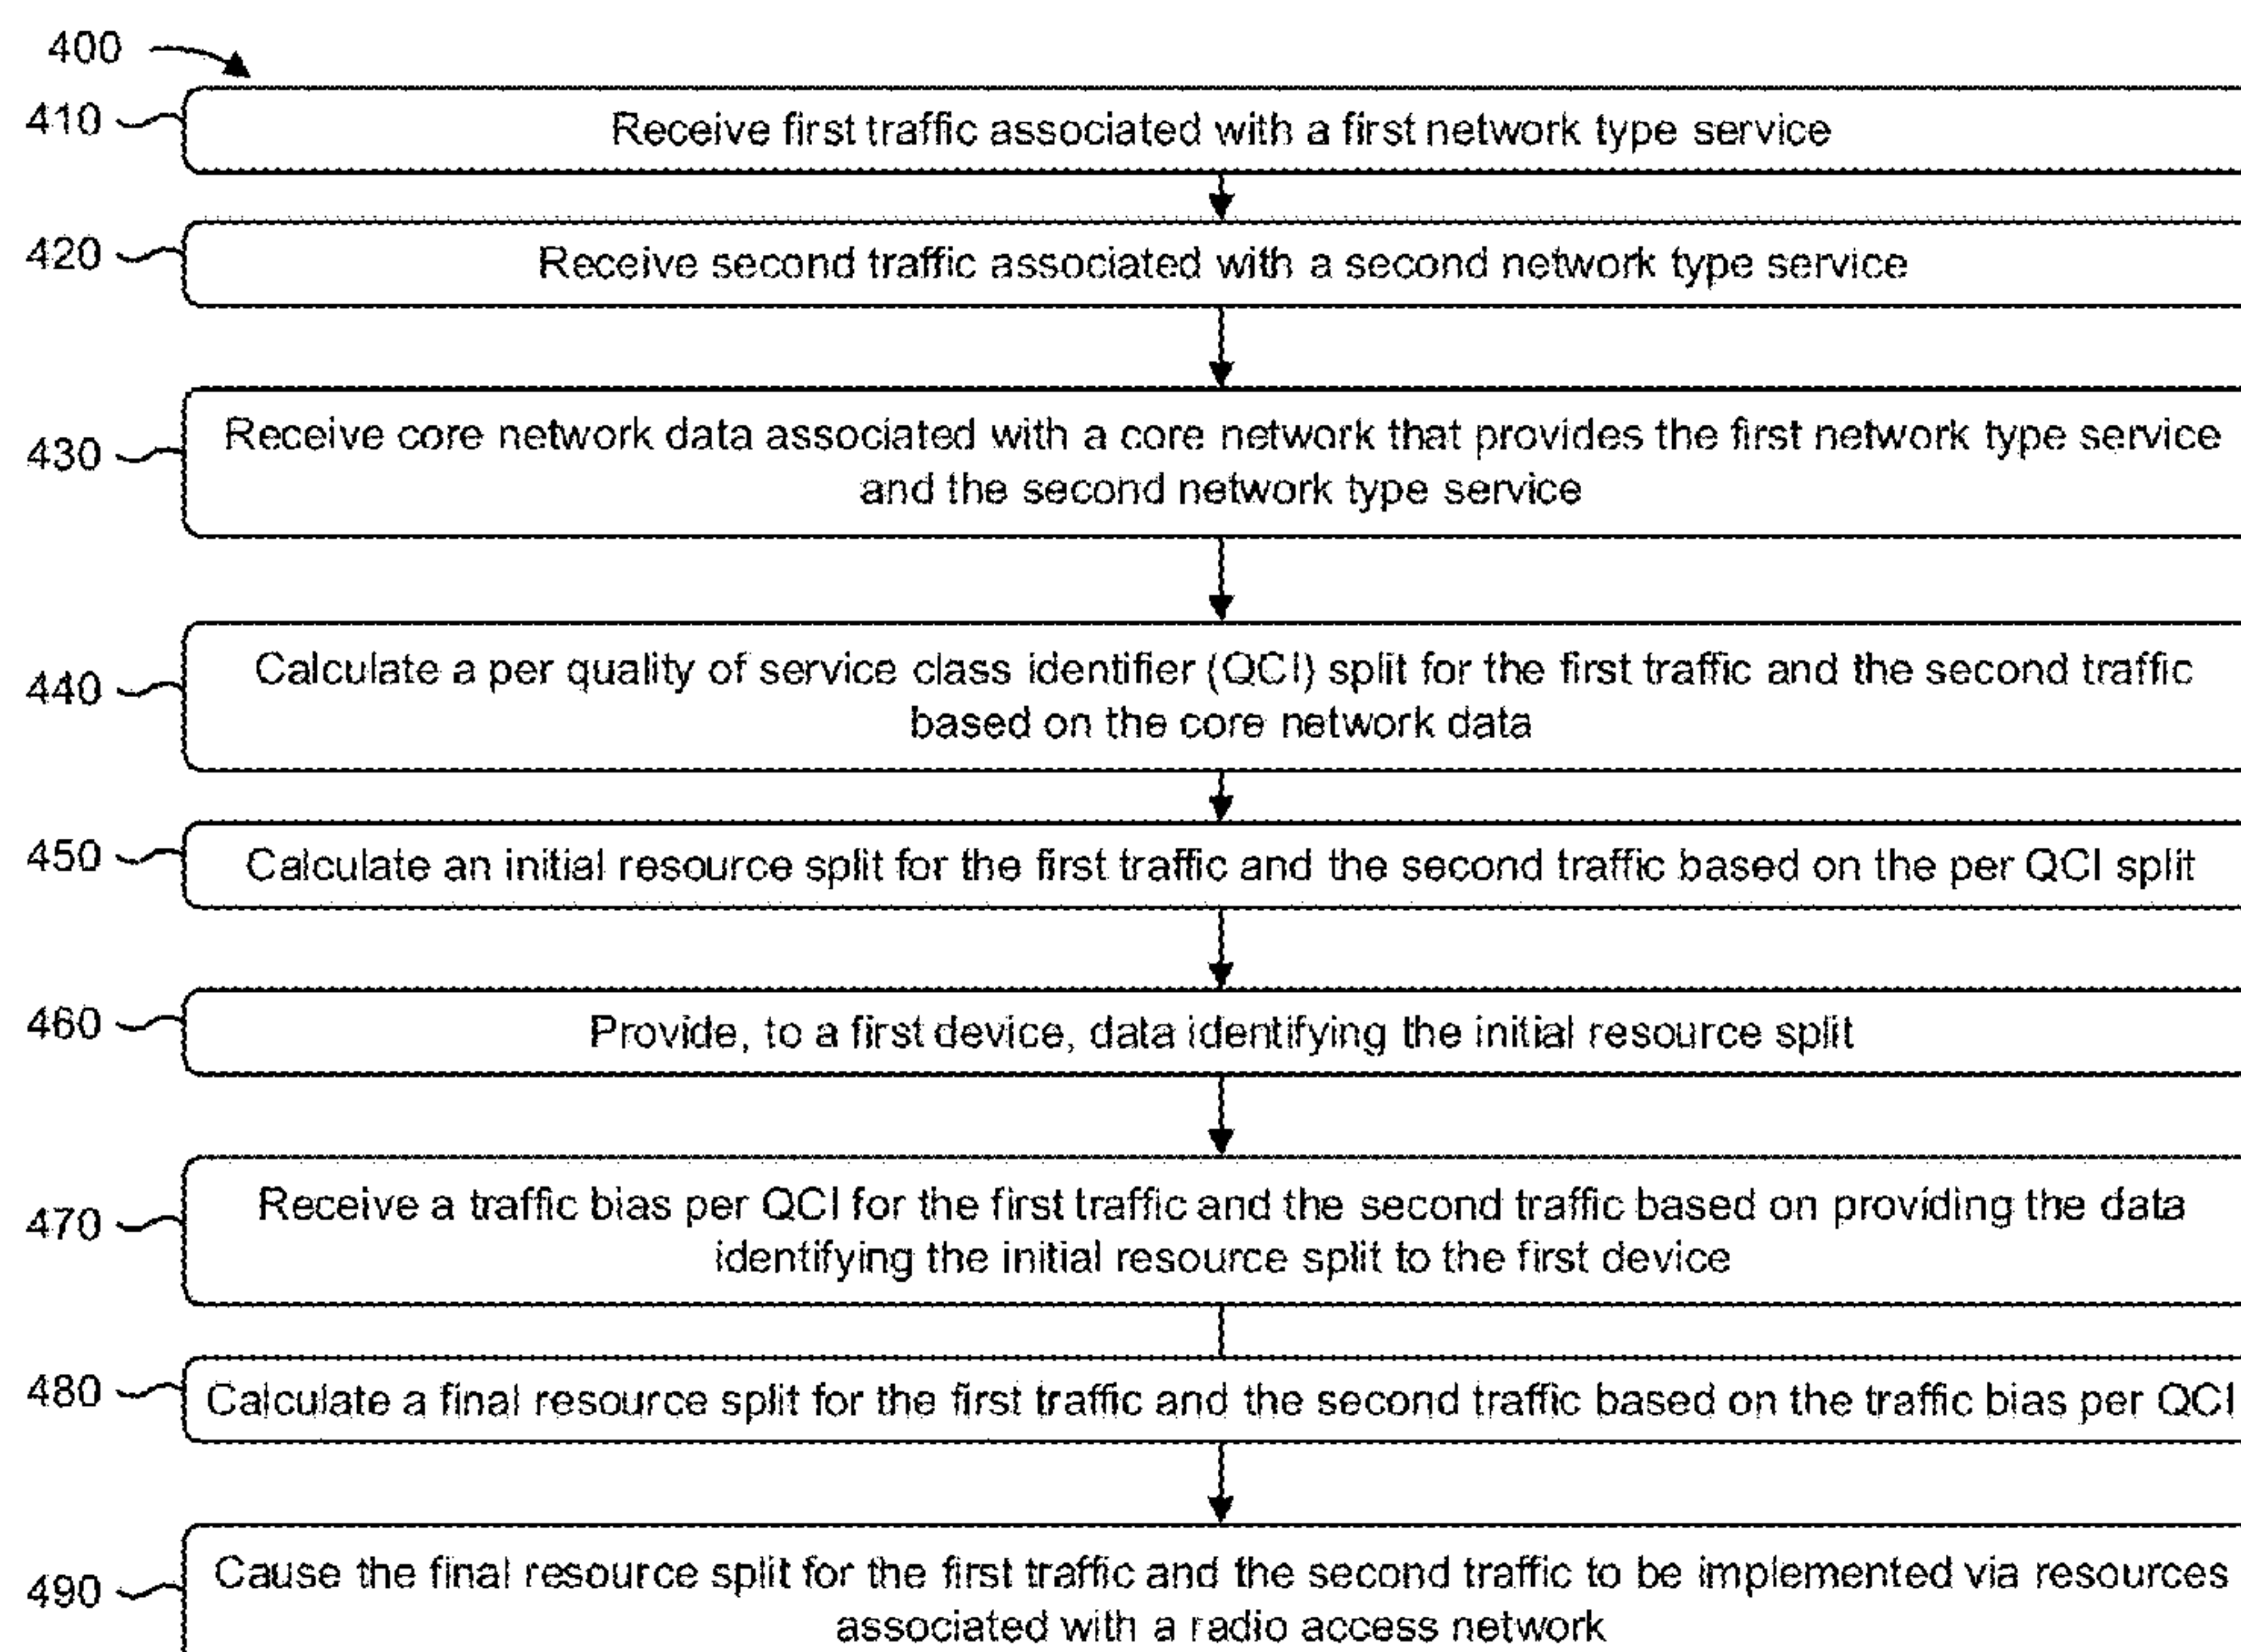 400
410
Receive first traffic associated with a first network type service
420
Receive second traffic associated with a second network type service
430
Receive core network data associated with a core network that provides the first network type service
and the second network type service
440
Calculate a per quality of service class identifier (QCI) split for the first traffic and the second traffic
based on the core network data
450
Calculate an initial resource split for the first traffic and the second traffic based on the per QCI split
460
Provide, to a first device, data identifying the initial resource split
470
Receive a traffic bias per QCI for the first traffic and the second traffic based on providing the data
identifying the initial resource split to the first device
480
Calculate a final resource split for the first traffic and the second traffic based on the traffic bias per QCI
490
Cause the final resource split for the first traffic and the second traffic to be implemented via resources
associated with a radio access network